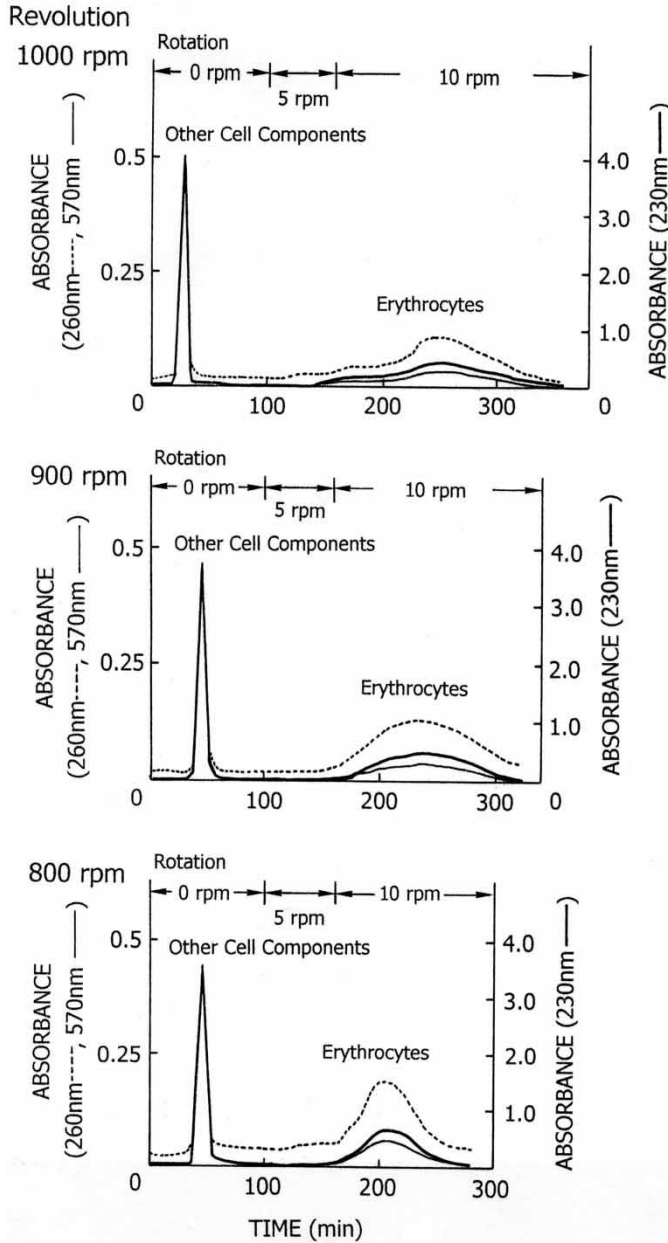 Revolution
1000 rpm
Rotation
0 rpm
5 rpm
10 rpm
Other Cell Components
Erythrocytes
ABSORBANCE
(260nm-----, 570nm ——)
0.5
0.25
0
0
100
200
300
4.0
3.0
2.0
1.0
0
ABSORBANCE (230nm——)
900 rpm
Rotation
0 rpm
5 rpm
10 rpm
Other Cell Components
Erythrocytes
ABSORBANCE
(260nm----, 570nm ——)
0.5
0.25
0
0
100
200
300
4.0
3.0
2.0
1.0
0
ABSORBANCE (230nm——)
800 rpm
Rotation
0 rpm
5 rpm
10 rpm
Other Cell Components
Erythrocytes
ABSORBANCE
(260nm----, 570nm ——)
0.5
0.25
0
0
100
200
300
4.0
3.0
2.0
1.0
ABSORBANCE (230nm——)
TIME (min)